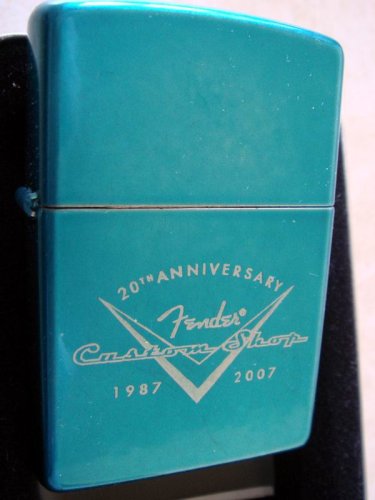 20TH ANNIVERSARY
Fender®
Custom Shop
1987 2007